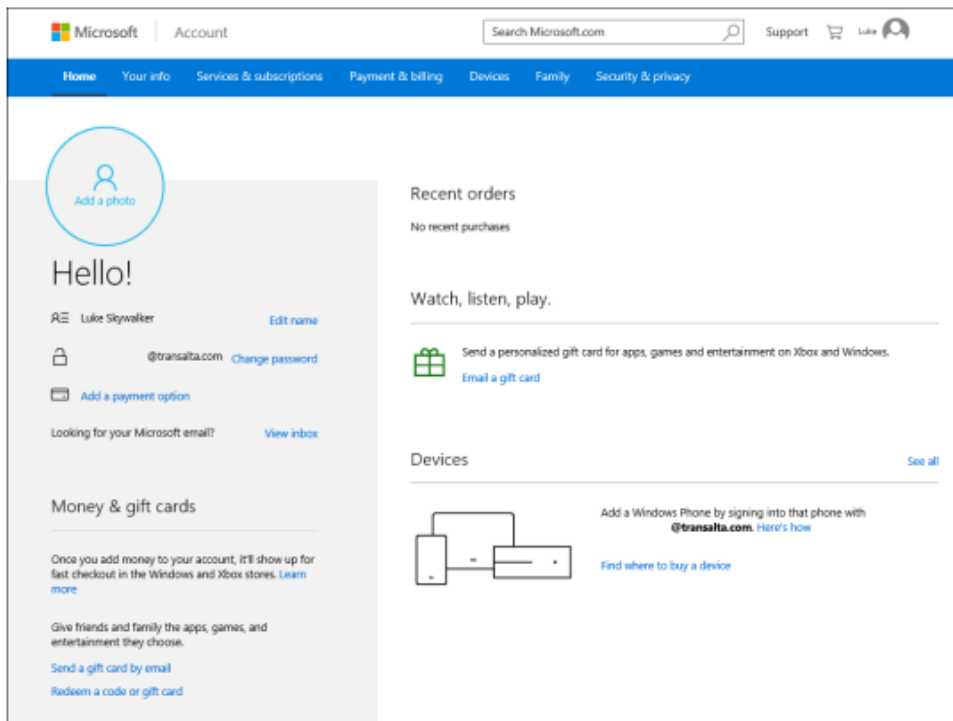 Microsoft Account Search Microsoft.com Support Luke
Home Your info Services & subscriptions Payment & billing Devices Family Security & privacy
Add a photo
Hello!
Luke Skywalker Edit name
@transalta.com Change password
Add a payment option
Looking for your Microsoft email? View inbox
Money & gift cards
Once you add money to your account, it'll show up for
fast checkout in the Windows and Xbox stores. Learn
more
Give friends and family the apps, games, and
entertainment they choose.
Send a gift card by email
Redeem a code or gift card
Recent orders
No recent purchases
Watch, listen, play.
Send a personalized gift card for apps, games and entertainment on Xbox and Windows.
Email a gift card
Devices See all
Add a Windows Phone by signing into that phone with
@transalta.com. Here's how
Find where to buy a device